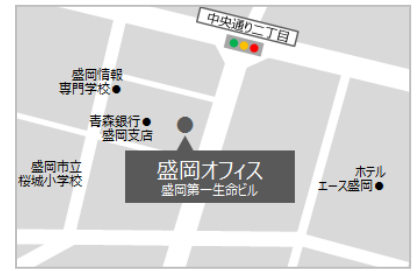 中央通り二丁目
盛岡情報
専門学校●
青森銀行●
盛岡支店
盛岡オフィス
盛岡第一生命ビル
盛岡市立
桜城小学校
ホテル
エース盛岡●